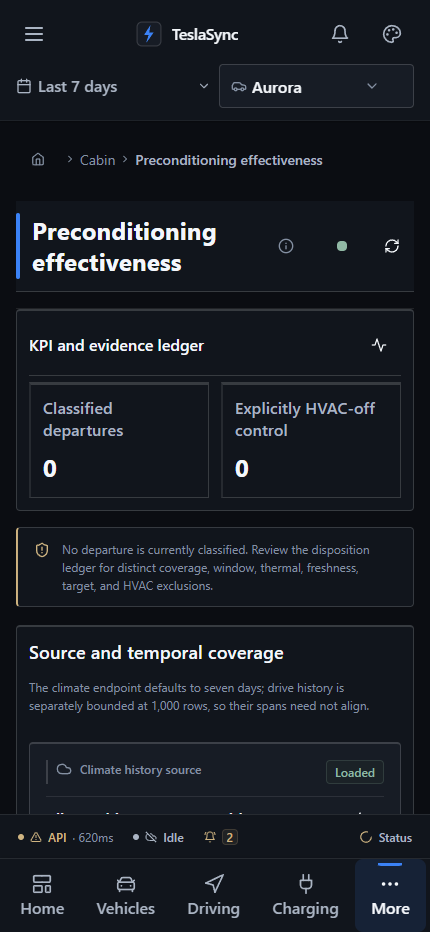 TeslaSync
Last 7 days
Aurora
Cabin
Preconditioning effectiveness
Preconditioning
effectiveness
KPI and evidence ledger
Classified
departures
0
Explicitly HVAC-off
control
0
No departure is currently classified. Review the disposition
ledger for distinct coverage, window, thermal, freshness,
target, and HVAC exclusions.
Source and temporal coverage
The climate endpoint defaults to seven days; drive history is
separately bounded at 1,000 rows, so their spans need not align.
Climate history source
Loaded
API · 620ms
Idle
2
Status
Home
Vehicles
Driving
Charging
More